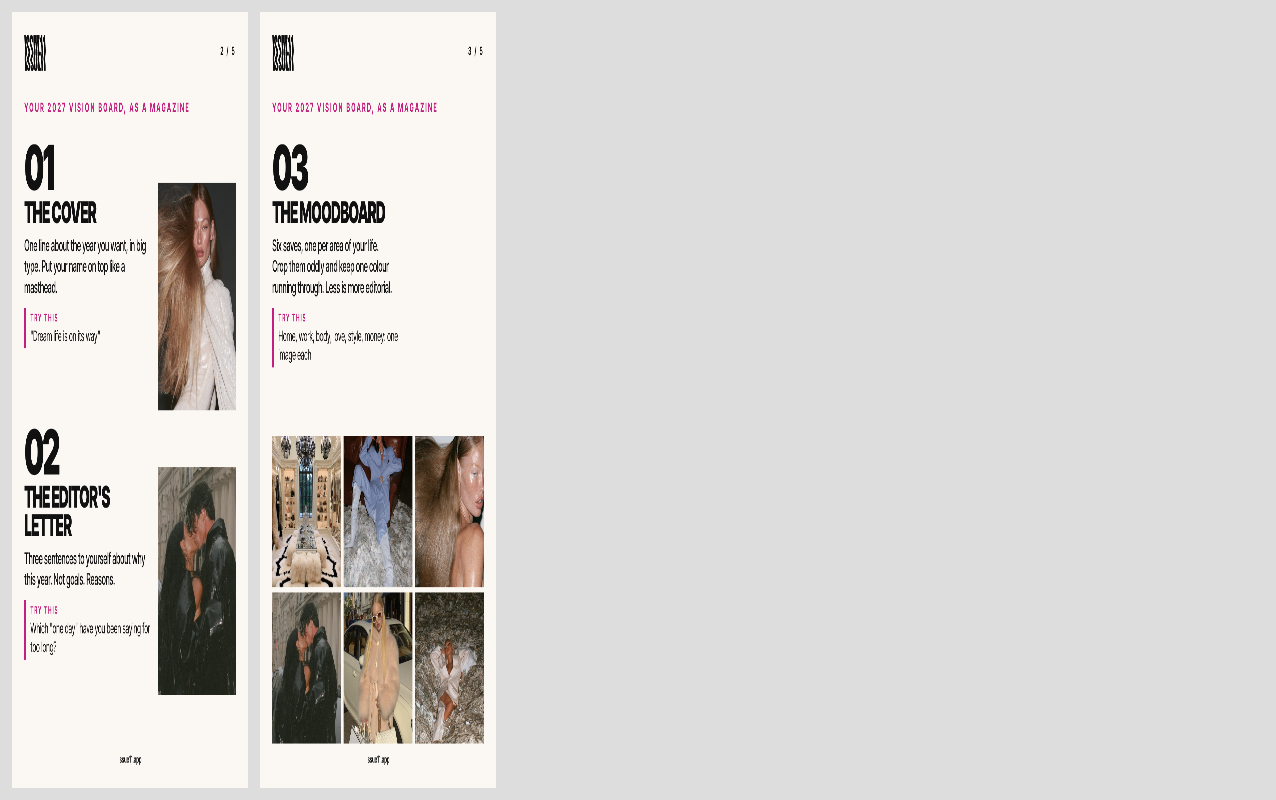 2 / 5
YOUR 2027 VISION BOARD, AS A MAGAZINE
01
THE COVER
One line about the year you want, in big
type. Put your name on top like a
masthead.
TRY THIS
"Dream life is on its way"
02
THE EDITOR'S
LETTER
Three sentences to yourself about why
this year. Not goals. Reasons.
TRY THIS
Which "one day" have you been saying for
too long?
3 / 5
YOUR 2027 VISION BOARD, AS A MAGAZINE
03
THE MOODBOARD
Six saves, one per area of your life.
Crop them oddly and keep one colour
running through. Less is more editorial.
TRY THIS
Home, work, body, love, style, money: one
image each